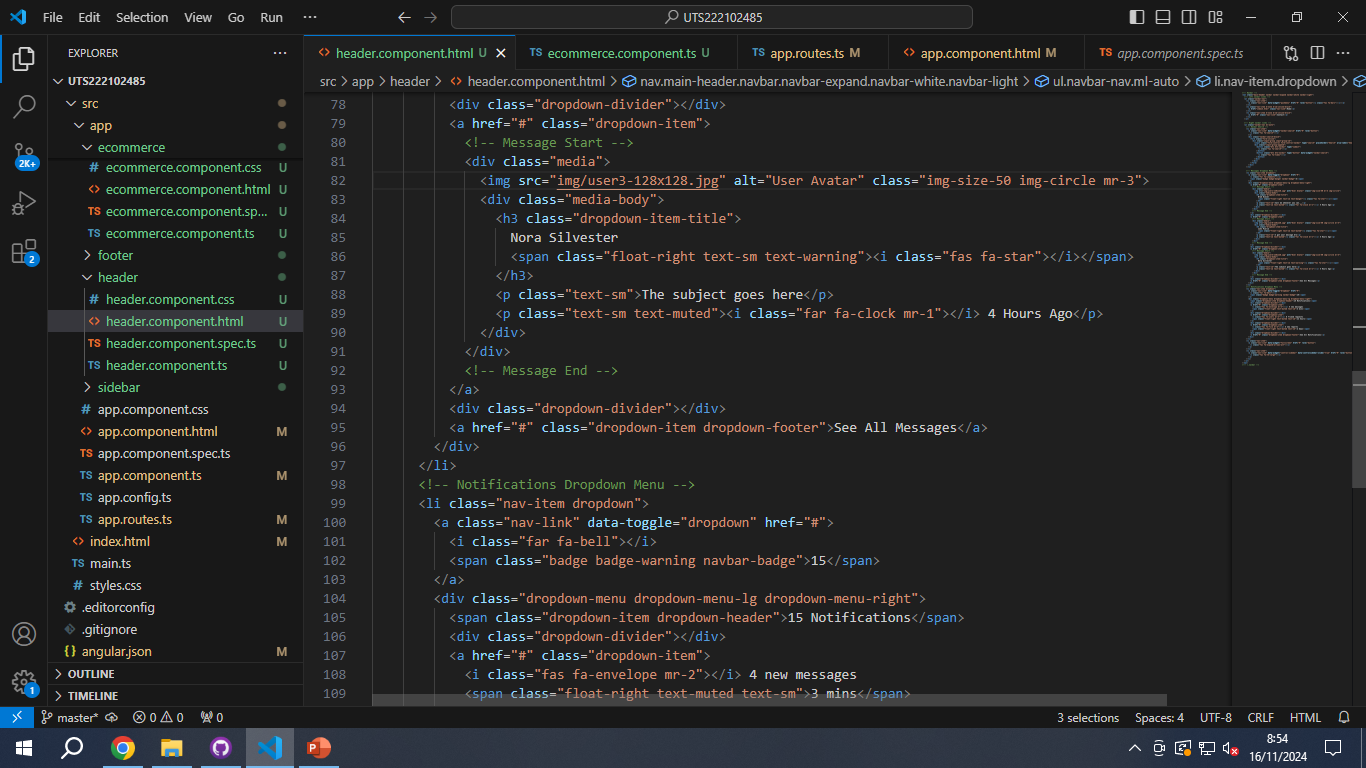 File Edit Selection View Go Run ··· UTS222102485
EXPLORER ···
UTS222102485
src
app
ecommerce
ecommerce.component.css U
ecommerce.component.html U
ecommerce.component.sp... U
ecommerce.component.ts U
footer
header
header.component.css U
header.component.html U
header.component.spec.ts U
header.component.ts U
sidebar
app.component.css
app.component.html M
app.component.spec.ts
app.component.ts M
app.config.ts
app.routes.ts M
index.html M
main.ts
styles.css
.editorconfig
.gitignore
angular.json M
OUTLINE
TIMELINE
2K+
2
1
header.component.html U ecommerce.component.ts U app.routes.ts M app.component.html M app.component.spec.ts
src > app > header > header.component.html > nav.main-header.navbar.navbar-expand.navbar-white.navbar-light > ul.navbar-nav.ml-auto > li.nav-item.dropdown >
78 <div class="dropdown-divider"></div>
79 <a href="#" class="dropdown-item">
80 <!-- Message Start -->
81 <div class="media">
82 <img src="img/user3-128x128.jpg" alt="User Avatar" class="img-size-50 img-circle mr-3">
83 <div class="media-body">
84 <h3 class="dropdown-item-title">
85 Nora Silvester
86 <span class="float-right text-sm text-warning"><i class="fas fa-star"></i></span>
87 </h3>
88 <p class="text-sm">The subject goes here</p>
89 <p class="text-sm text-muted"><i class="far fa-clock mr-1"></i> 4 Hours Ago</p>
90 </div>
91 </div>
92 <!-- Message End -->
93 </a>
94 <div class="dropdown-divider"></div>
95 <a href="#" class="dropdown-item dropdown-footer">See All Messages</a>
96 </div>
97 </li>
98 <!-- Notifications Dropdown Menu -->
99 <li class="nav-item dropdown">
100 <a class="nav-link" data-toggle="dropdown" href="#">
101 <i class="far fa-bell"></i>
102 <span class="badge badge-warning navbar-badge">15</span>
103 </a>
104 <div class="dropdown-menu dropdown-menu-lg dropdown-menu-right">
105 <span class="dropdown-item dropdown-header">15 Notifications</span>
106 <div class="dropdown-divider"></div>
107 <a href="#" class="dropdown-item">
108 <i class="fas fa-envelope mr-2"></i> 4 new messages
109 <span class="float-right text-muted text-sm">3 mins</span>
master* 0 0 0 3 selections Spaces: 4 UTF-8 CRLF HTML
8:54
16/11/2024